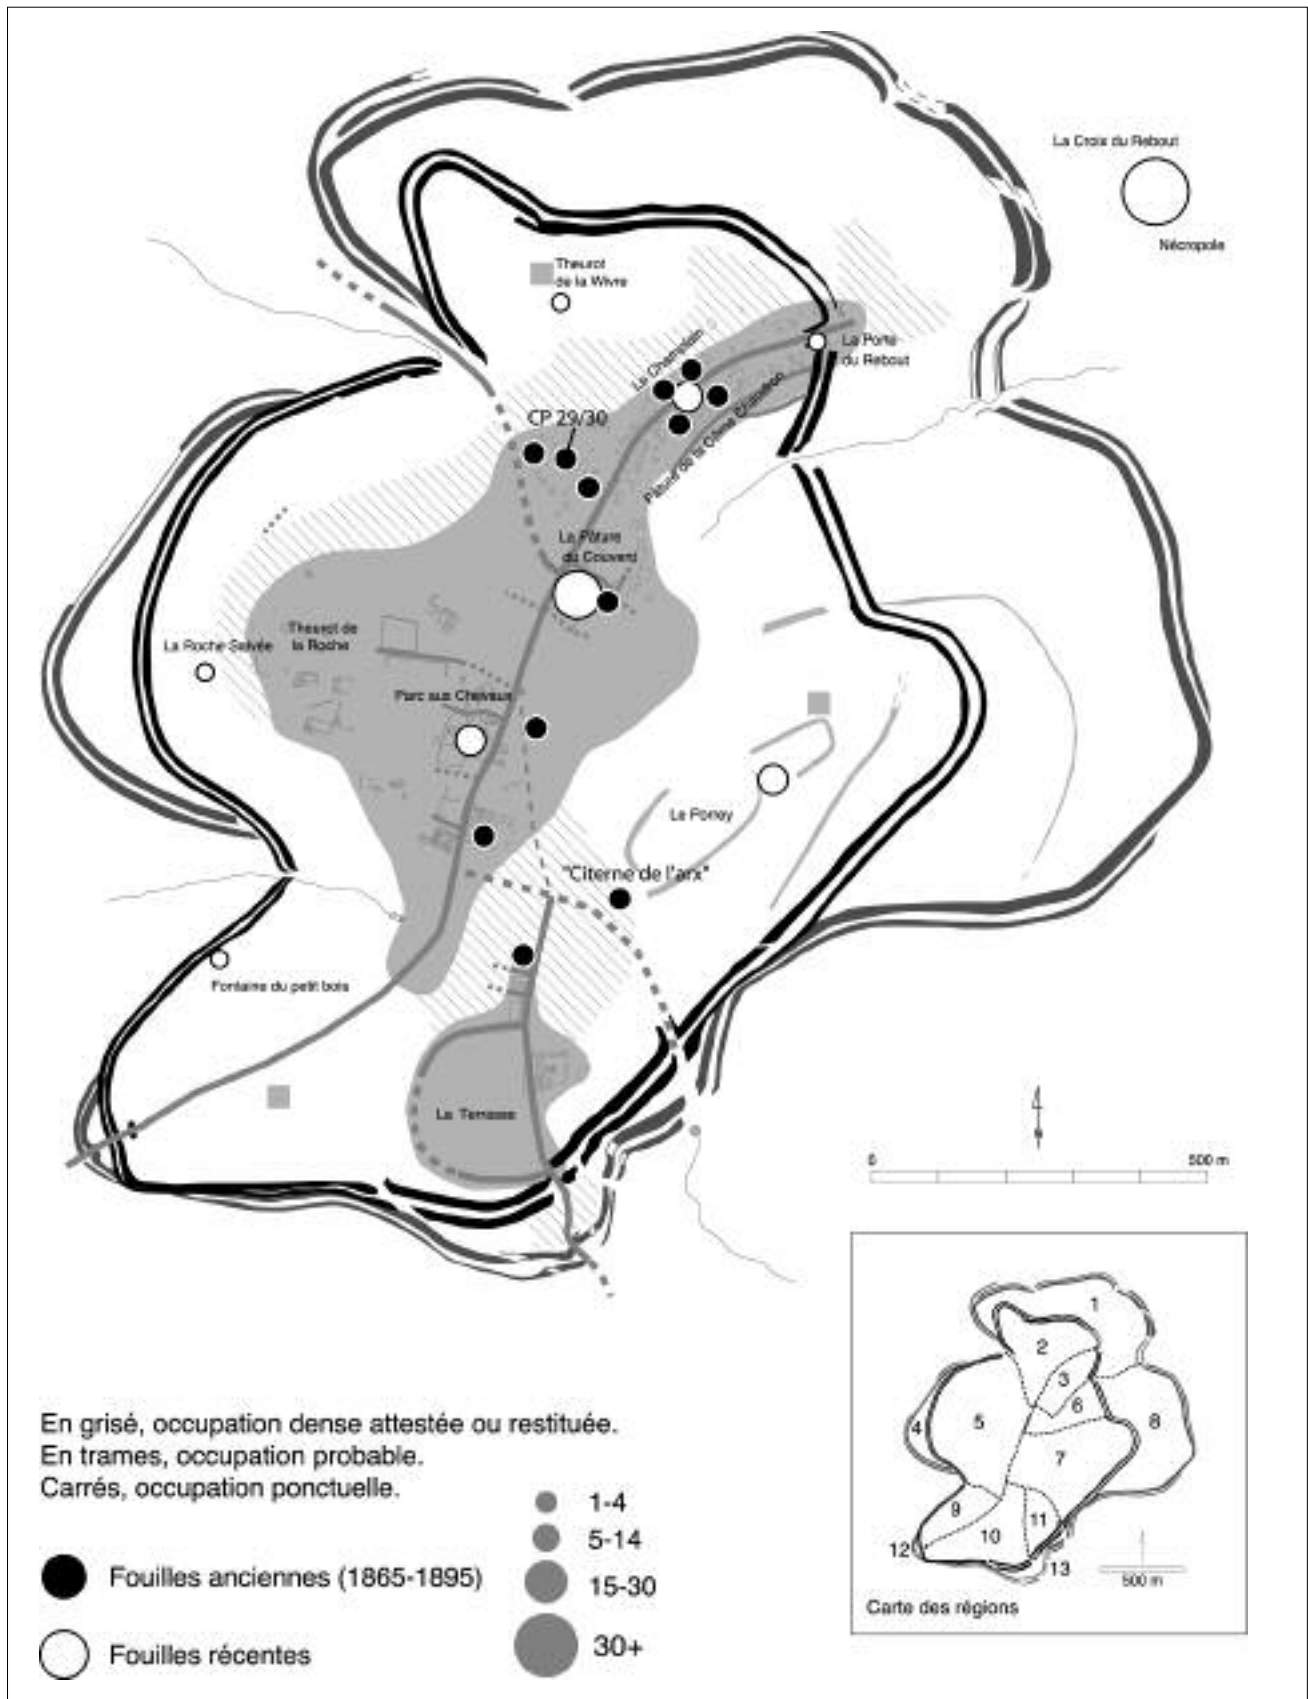 La Croix du Rebout
Nécropole
Theurot
de la Wivre
La Porte
du Rebout
Le Champlain
CP 29/30
Pâture de la Côme Chaudron
La Pâture
du Couvent
Theurot de
la Roche
La Roche Salvée
Parc aux Chevaux
Le Porrey
"Citerne de l'arx"
Fontaine du petit bois
La Terrasse
N
0 500 m
1
2
3
6
4
5
8
7
9
11
10
12
13
500 m
Carte des régions
En grisé, occupation dense attestée ou restituée.
En trames, occupation probable.
Carrés, occupation ponctuelle.
Fouilles anciennes (1865-1895)
Fouilles récentes
1-4
5-14
15-30
30+